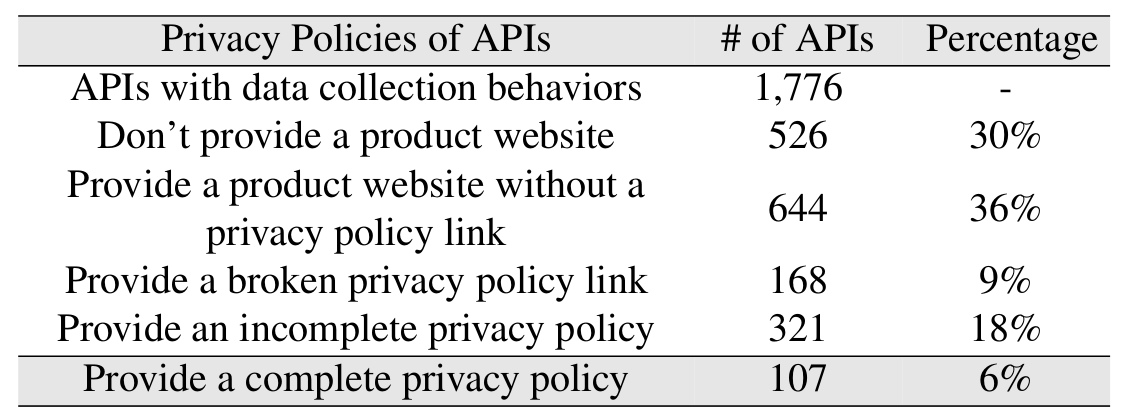 Privacy Policies of APIs # of APIs Percentage
APIs with data collection behaviors 1,776 -
Don't provide a product website 526 30%
Provide a product website without a
privacy policy link 644 36%
Provide a broken privacy policy link 168 9%
Provide an incomplete privacy policy 321 18%
Provide a complete privacy policy 107 6%